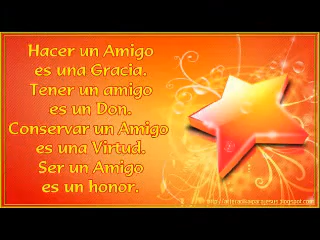 Hacer un Amigo
es una Gracia.
Tener un amigo
es un Don.
Conservar un Amigo
es una Virtud.
Ser un Amigo
es un honor.